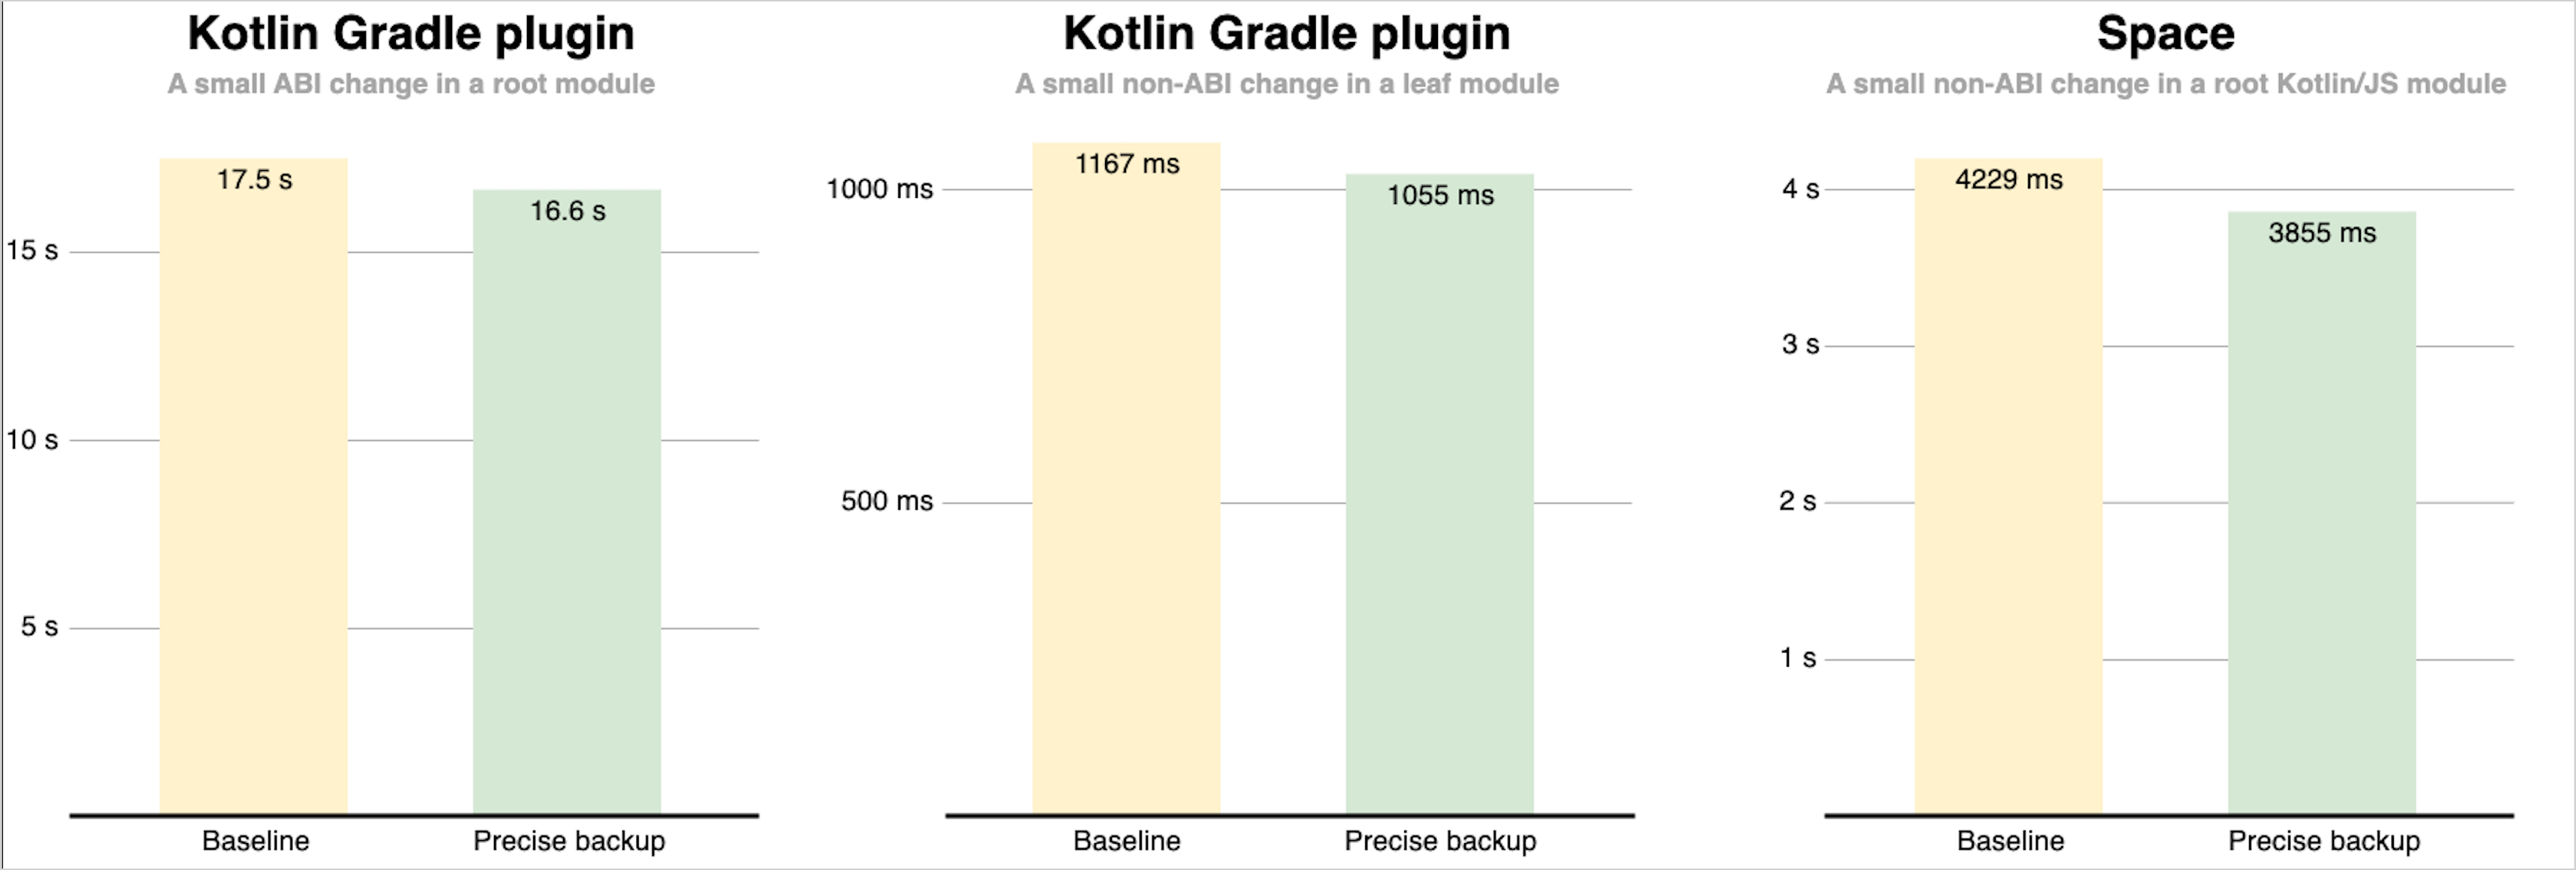 Kotlin Gradle plugin
A small ABI change in a root module
17.5 s
16.6 s
15 s
10 s
5 s
Baseline
Precise backup
Kotlin Gradle plugin
A small non-ABI change in a leaf module
1167 ms
1000 ms
1055 ms
500 ms
Baseline
Precise backup
Space
A small non-ABI change in a root Kotlin/JS module
4229 ms
4 s
3855 ms
3 s
2 s
1 s
Baseline
Precise backup